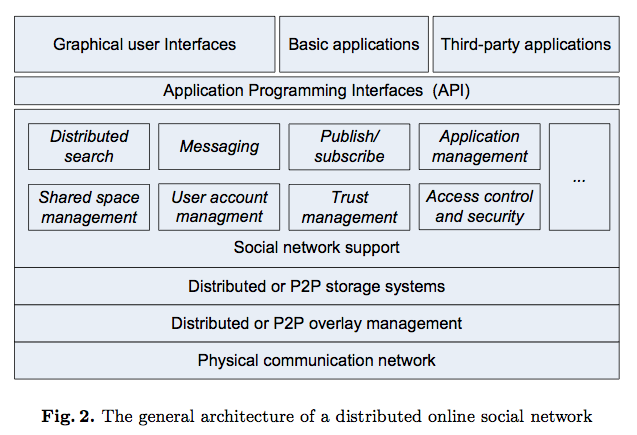 Graphical user Interfaces
Basic applications
Third-party applications
Application Programming Interfaces (API)
Distributed
search
Messaging
Publish/
subscribe
Application
management
...
Shared space
management
User account
managment
Trust
management
Access control
and security
Social network support
Distributed or P2P storage systems
Distributed or P2P overlay management
Physical communication network
Fig. 2. The general architecture of a distributed online social network